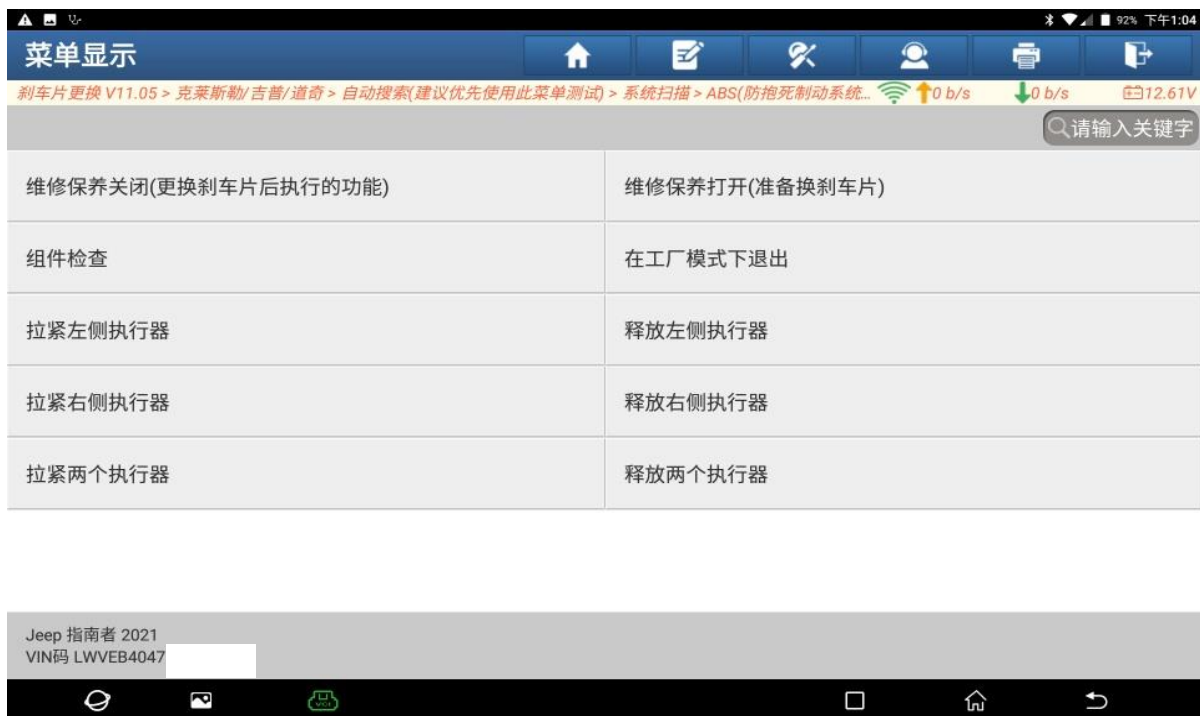 92% 下午1:04
菜单显示
刹车片更换 V11.05 > 克莱斯勒/吉普/道奇 > 自动搜索(建议优先使用此菜单测试) > 系统扫描 > ABS(防抱死制动系统... 0 b/s 0 b/s 12.61V
请输入关键字
维修保养关闭(更换刹车片后执行的功能) 维修保养打开(准备换刹车片)
组件检查 在工厂模式下退出
拉紧左侧执行器 释放左侧执行器
拉紧右侧执行器 释放右侧执行器
拉紧两个执行器 释放两个执行器
Jeep 指南者 2021
VIN码 LWVEB4047
VCI